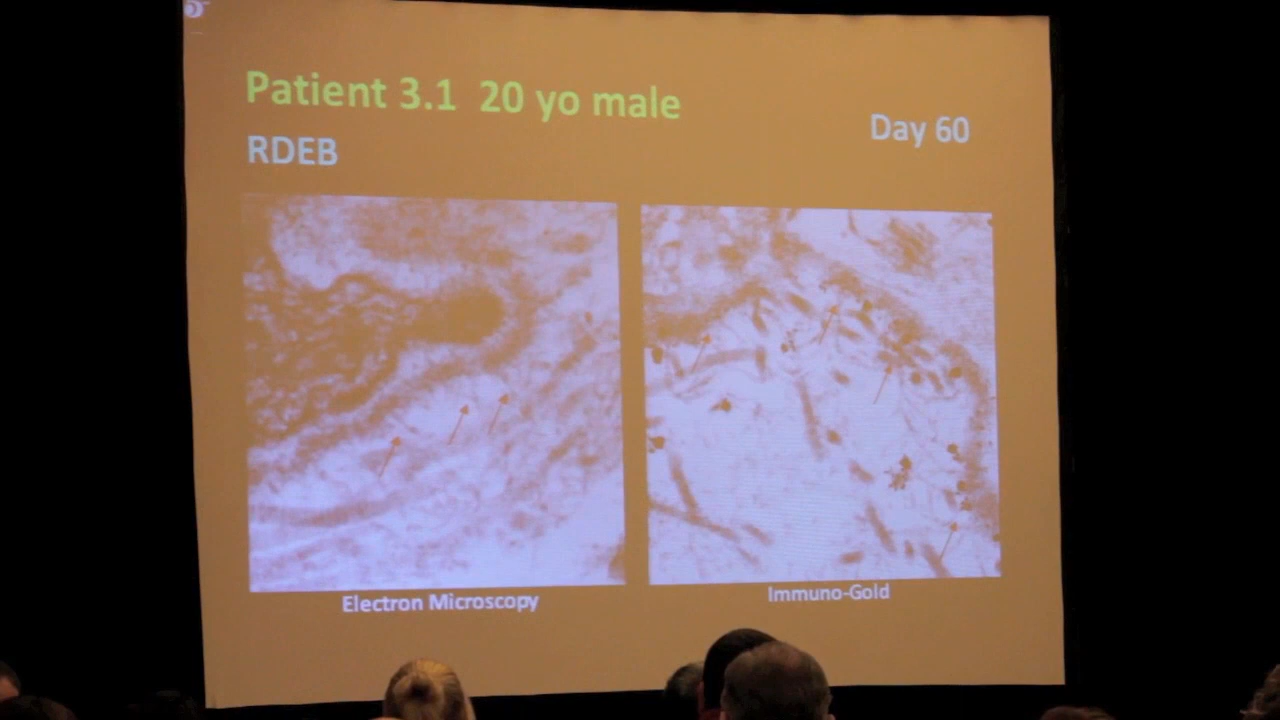 Patient 3.1 20 yo male
Day 60
RDEB
Electron Microscopy
Immuno-Gold